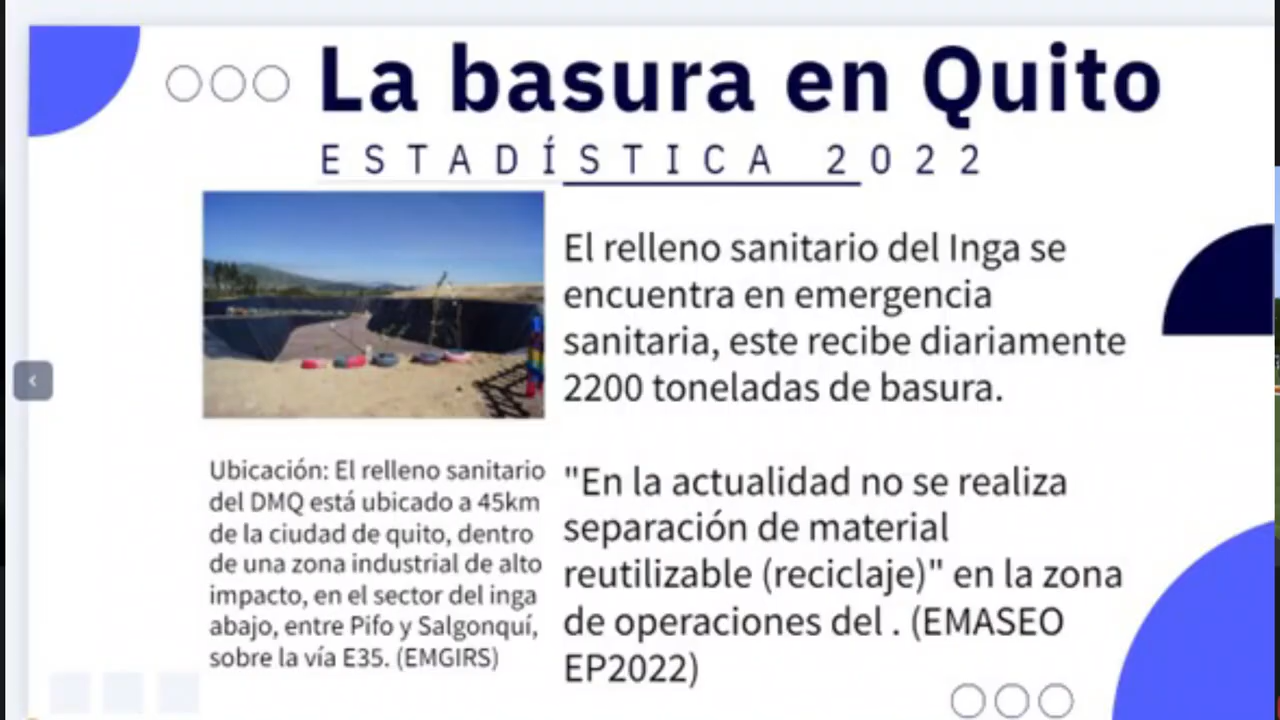 La basura en Quito
ESTADÍSTICA 2022
El relleno sanitario del Inga se
encuentra en emergencia
sanitaria, este recibe diariamente
2200 toneladas de basura.
Ubicación: El relleno sanitario
del DMQ está ubicado a 45km
de la ciudad de quito, dentro
de una zona industrial de alto
impacto, en el sector del inga
abajo, entre Pifo y Salgonquí,
sobre la vía E35. (EMGIRS)
"En la actualidad no se realiza
separación de material
reutilizable (reciclaje)" en la zona
de operaciones del . (EMASEO
EP2022)